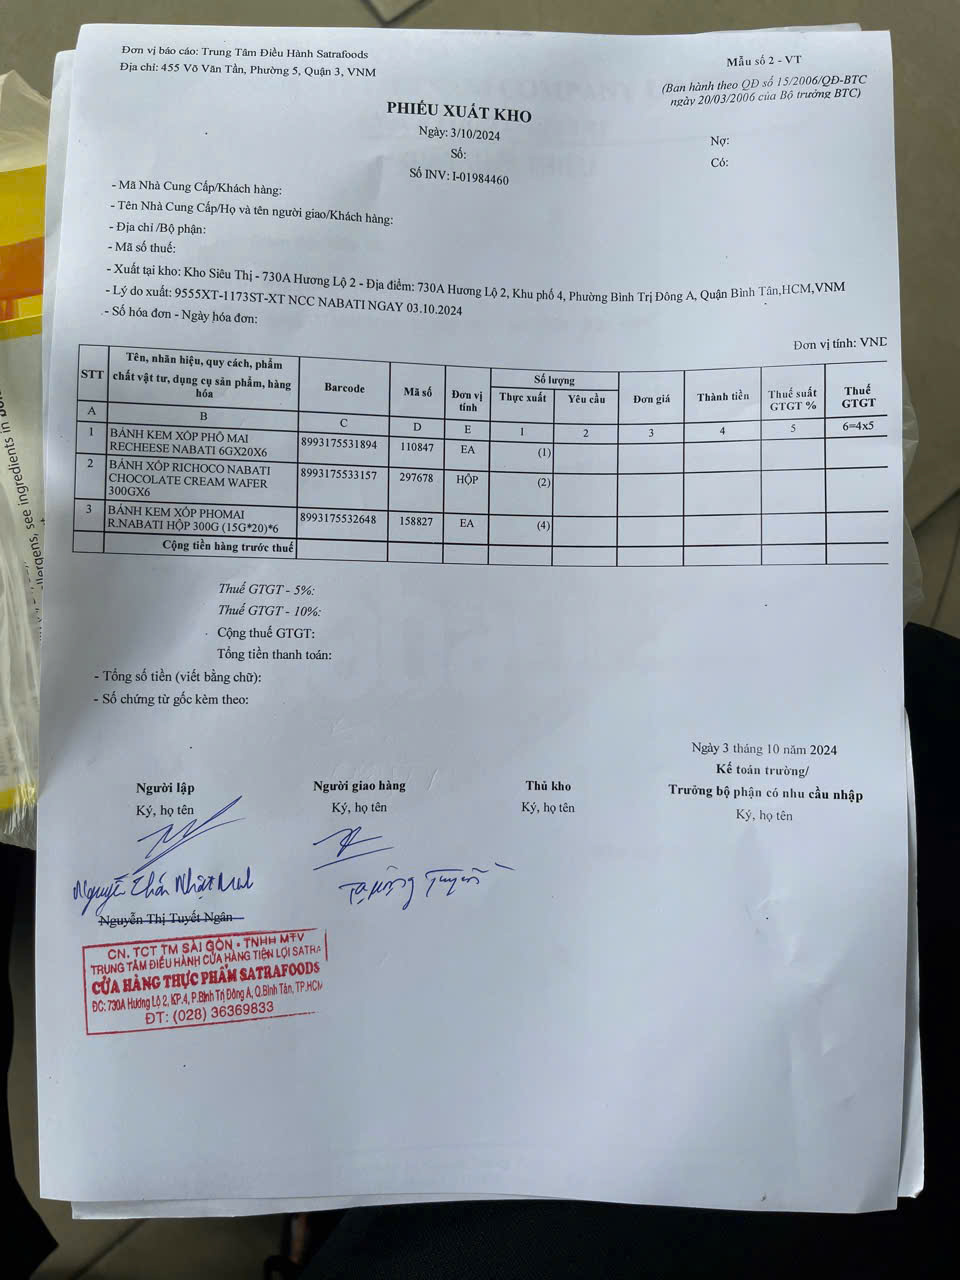 Đơn vị báo cáo: Trung Tâm Điều Hành Satrafoods
Địa chỉ: 455 Võ Văn Tần, Phường 5, Quận 3, VNM
Mẫu số 2 - VT
(Ban hành theo QĐ số 15/2006/QĐ-BTC
ngày 20/03/2006 của Bộ trưởng BTC)
PHIẾU XUẤT KHO
Ngày: 3/10/2024
Số:
Số INV: I-01984460
Nợ:
Có:
- Mã Nhà Cung Cấp/Khách hàng:
- Tên Nhà Cung Cấp/Họ và tên người giao/Khách hàng:
- Địa chỉ /Bộ phận:
- Mã số thuế:
- Xuất tại kho: Kho Siêu Thị - 730A Hương Lộ 2 - Địa điểm: 730A Hương Lộ 2, Khu phố 4, Phường Bình Trị Đông A, Quận Bình Tân,HCM,VNM
- Lý do xuất: 9555XT-1173ST-XT NCC NABATI NGAY 03.10.2024
- Số hóa đơn - Ngày hóa đơn:
Đơn vị tính: VND
STT Tên, nhãn hiệu, quy cách, phẩm chất vật tư, dụng cụ sản phẩm, hàng hóa Barcode Mã số Đơn vị tính Số lượng Thực xuất Yêu cầu Đơn giá Thành tiền Thuế suất GTGT % Thuế GTGT
A B C D E 1 2 3 4 5 6=4x5
1 BÁNH KEM XỐP PHÔ MAI RECHEESE NABATI 6GX20X6 8993175531894 110847 EA (1)
2 BÁNH XỐP RICHOCO NABATI CHOCOLATE CREAM WAFER 300GX6 8993175533157 297678 HỘP (2)
3 BÁNH KEM XỐP PHOMAI R.NABATI HỘP 300G (15G*20)*6 8993175532648 158827 EA (4)
Cộng tiền hàng trước thuế
Thuế GTGT - 5%:
Thuế GTGT - 10%:
Cộng thuế GTGT:
Tổng tiền thanh toán:
- Tổng số tiền (viết bằng chữ):
- Số chứng từ gốc kèm theo:
Ngày 3 tháng 10 năm 2024
Người lập Người giao hàng Thủ kho Kế toán trường/
Trưởng bộ phận có nhu cầu nhập
Ký, họ tên Ký, họ tên Ký, họ tên Ký, họ tên
Nguyễn Nhật
Nguyễn Thị Tuyết Ngân
CN. TCT TM SÀI GÒN - TNHH MTV
TRUNG TÂM ĐIỀU HÀNH CỬA HÀNG TIỆN LỢI SATRA
CỬA HÀNG THỰC PHẨM SATRAFOODS
ĐC: 730A Hương Lộ 2, KP.4, P.Bình Trị Đông A, Q.Bình Tân, TP.HCM
ĐT: (028) 36369833
see ingredients in